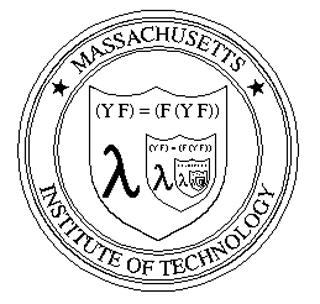 MASSACHUSETTS
(Y F) = (F (Y F))
λ
(Y F) = (F (Y F))
λ
λ
INSTITUTE OF TECHNOLOGY